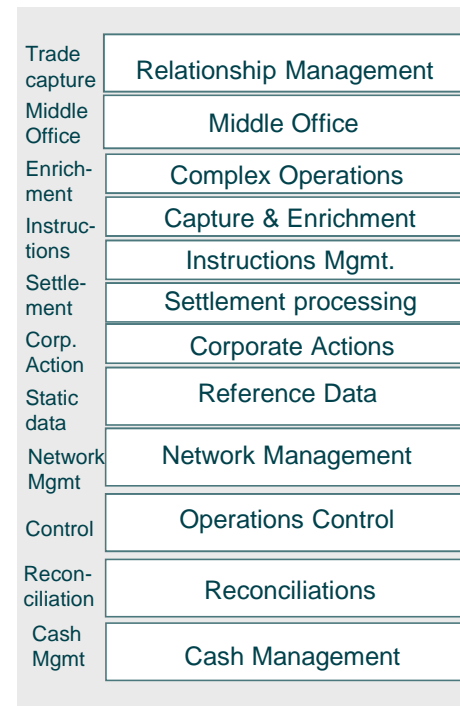 Trade
capture
Relationship Management
Middle
Office
Middle Office
Enrich-
ment
Complex Operations
Capture & Enrichment
Instruc-
tions
Instructions Mgmt.
Settle-
ment
Settlement processing
Corp.
Action
Corporate Actions
Static
data
Reference Data
Network
Mgmt
Network Management
Control
Operations Control
Recon-
ciliation
Reconciliations
Cash
Mgmt
Cash Management